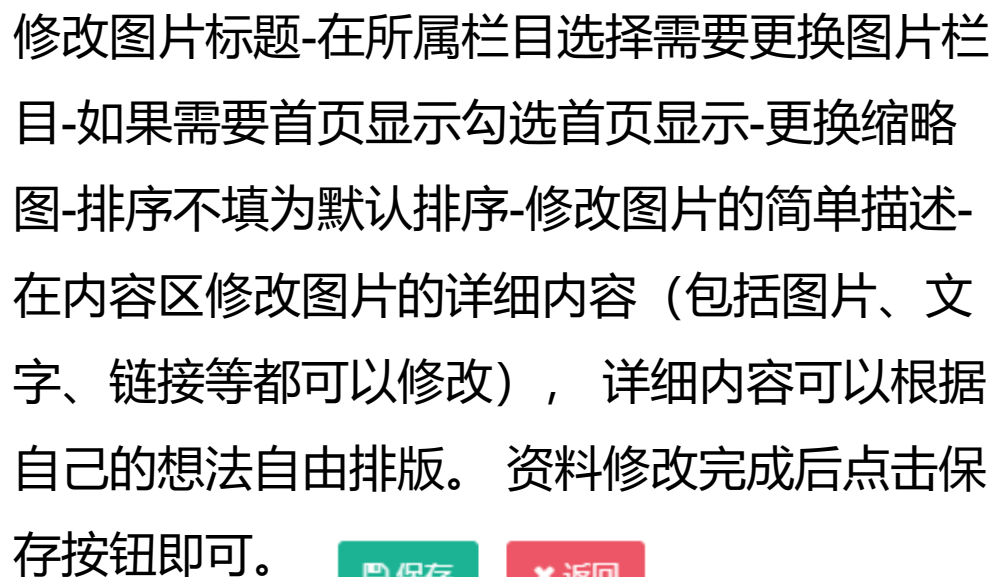 修改图片标题-在所属栏目选择需要更换图片栏
目-如果需要首页显示勾选首页显示-更换缩略
图-排序不填为默认排序-修改图片的简单描述-
在内容区修改图片的详细内容（包括图片、文
字、链接等都可以修改）， 详细内容可以根据
自己的想法自由排版。 资料修改完成后点击保
存按钮即可。 保存 返回